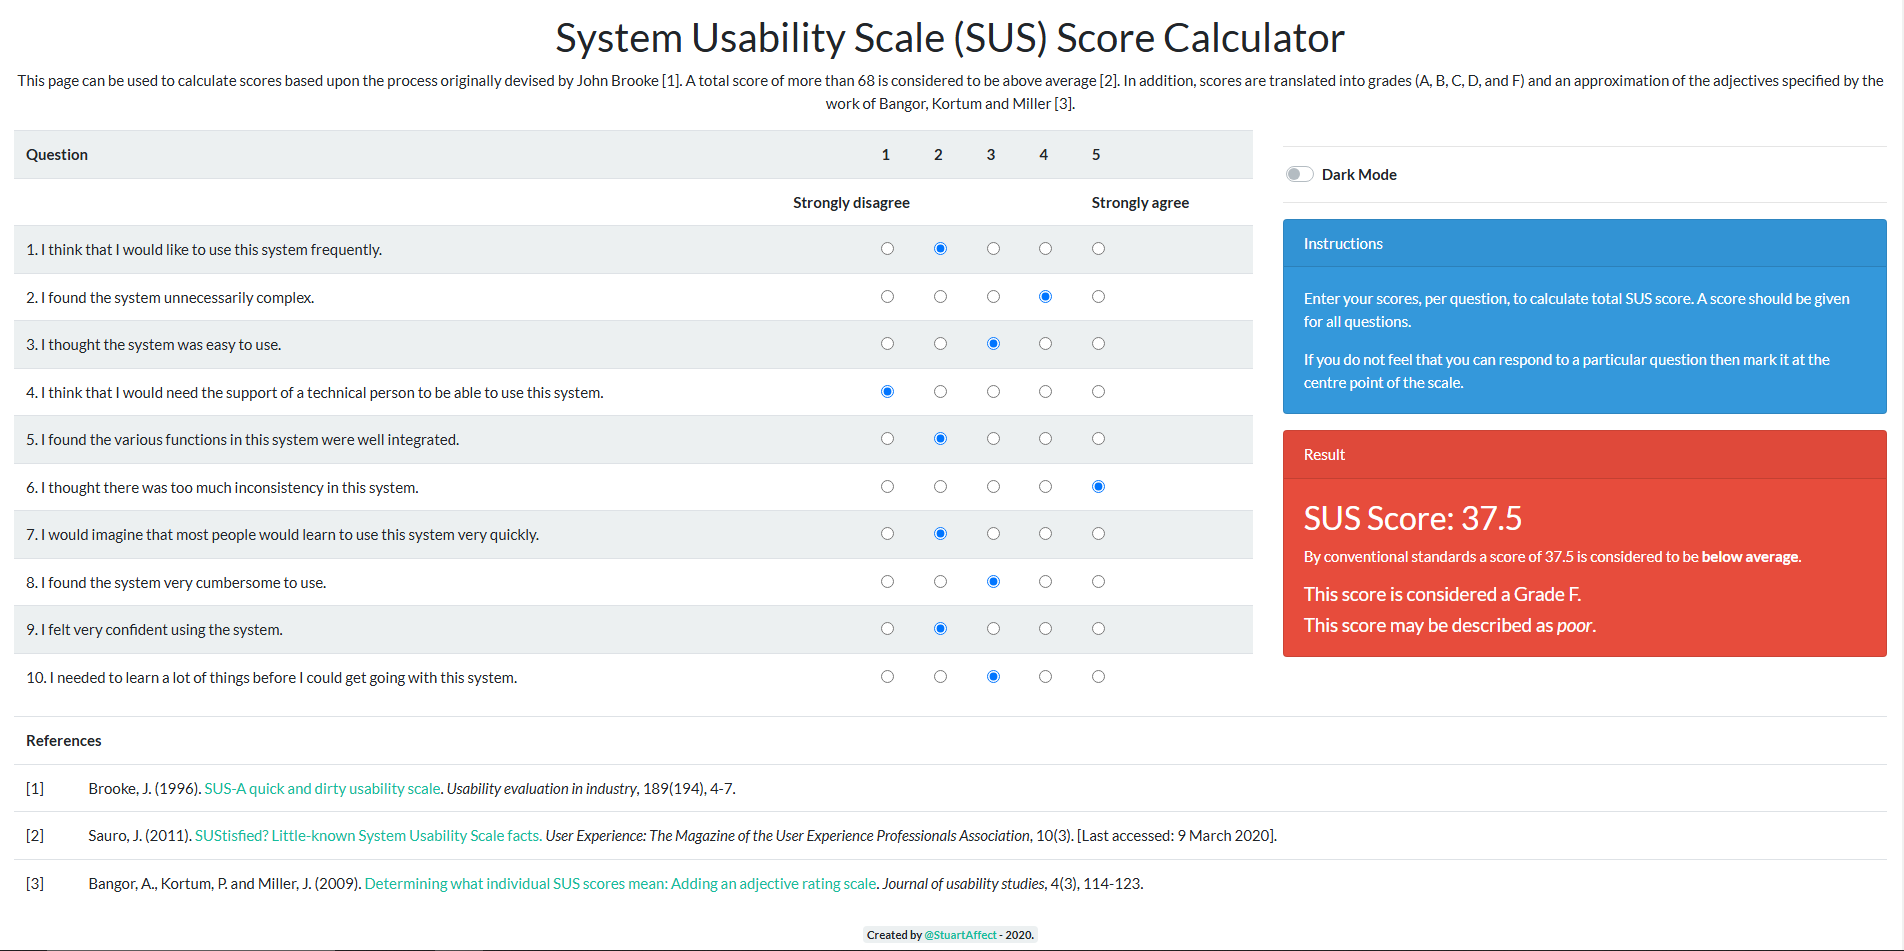 System Usability Scale (SUS) Score Calculator
This page can be used to calculate scores based upon the process originally devised by John Brooke [1]. A total score of more than 68 is considered to be above average [2]. In addition, scores are translated into grades (A, B, C, D, and F) and an approximation of the adjectives specified by the
work of Bangor, Kortum and Miller [3].
Question 1 2 3 4 5
Strongly disagree Strongly agree
1. I think that I would like to use this system frequently.
2. I found the system unnecessarily complex.
3. I thought the system was easy to use.
4. I think that I would need the support of a technical person to be able to use this system.
5. I found the various functions in this system were well integrated.
6. I thought there was too much inconsistency in this system.
7. I would imagine that most people would learn to use this system very quickly.
8. I found the system very cumbersome to use.
9. I felt very confident using the system.
10. I needed to learn a lot of things before I could get going with this system.
Dark Mode
Instructions
Enter your scores, per question, to calculate total SUS score. A score should be given
for all questions.
If you do not feel that you can respond to a particular question then mark it at the
centre point of the scale.
Result
SUS Score: 37.5
By conventional standards a score of 37.5 is considered to be below average.
This score is considered a Grade F.
This score may be described as poor.
References
[1] Brooke, J. (1996). SUS-A quick and dirty usability scale. Usability evaluation in industry, 189(194), 4-7.
[2] Sauro, J. (2011). SUStisfied? Little-known System Usability Scale facts. User Experience: The Magazine of the User Experience Professionals Association, 10(3). [Last accessed: 9 March 2020].
[3] Bangor, A., Kortum, P. and Miller, J. (2009). Determining what individual SUS scores mean: Adding an adjective rating scale. Journal of usability studies, 4(3), 114-123.
Created by @StuartAffect - 2020.